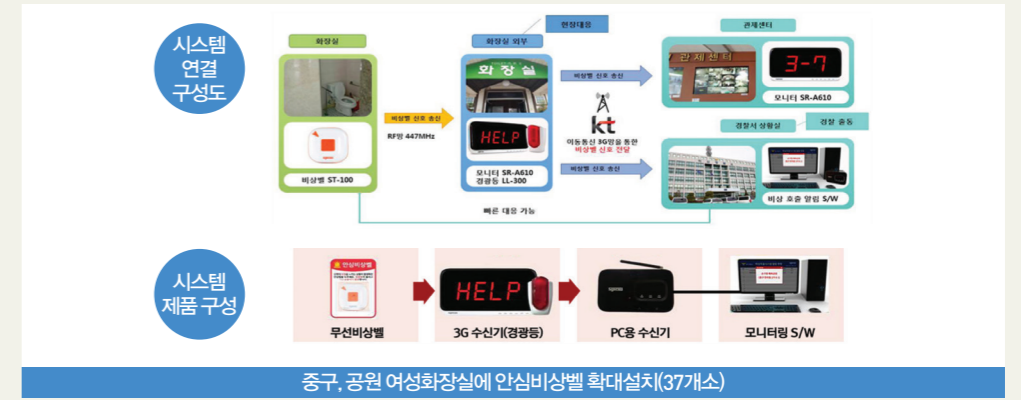 시스템
연결
구성도
화장실
비상벨 ST-100
비상벨 신호 송신
RF망 447MHz
현장대응
화장실 외부
화장실
HELP
모니터 SR-A610
경광등 LL-300
비상벨 신호 송신
kt
이동통신 3G망을 통한
비상벨 신호 전달
비상벨 신호 송신
관제센터
관제센터
3-7
모니터 SR-A610
경찰서 상황실
경찰 출동
비상 호출 알림 S/W
빠른 대응 가능
시스템
제품 구성
안심비상벨
무선비상벨
HELP
3G 수신기(경광등)
PC용 수신기
모니터링 S/W
중구, 공원 여성화장실에 안심비상벨 확대설치(37개소)